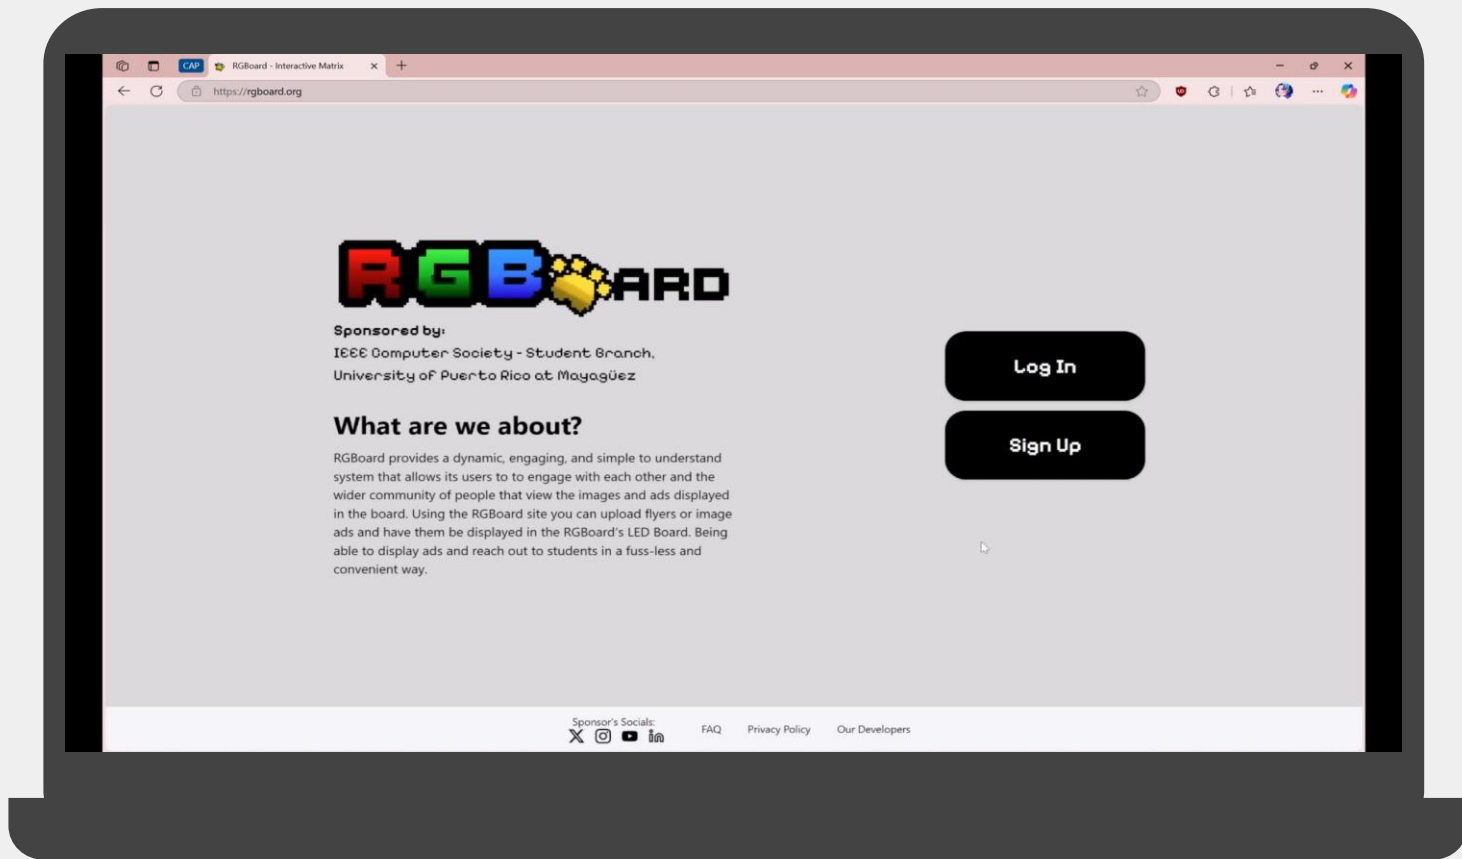 CAP
RGBoard - Interactive Matrix
https://rgboard.org
RGB ARD
Sponsored by:
IEEE Computer Society - Student Branch,
University of Puerto Rico at Mayagüez
What are we about?
RGBoard provides a dynamic, engaging, and simple to understand
system that allows its users to to engage with each other and the
wider community of people that view the images and ads displayed
in the board. Using the RGBoard site you can upload flyers or image
ads and have them be displayed in the RGBoard's LED Board. Being
able to display ads and reach out to students in a fuss-less and
convenient way.
Log In
Sign Up
Sponsor's Socials:
FAQ
Privacy Policy
Our Developers